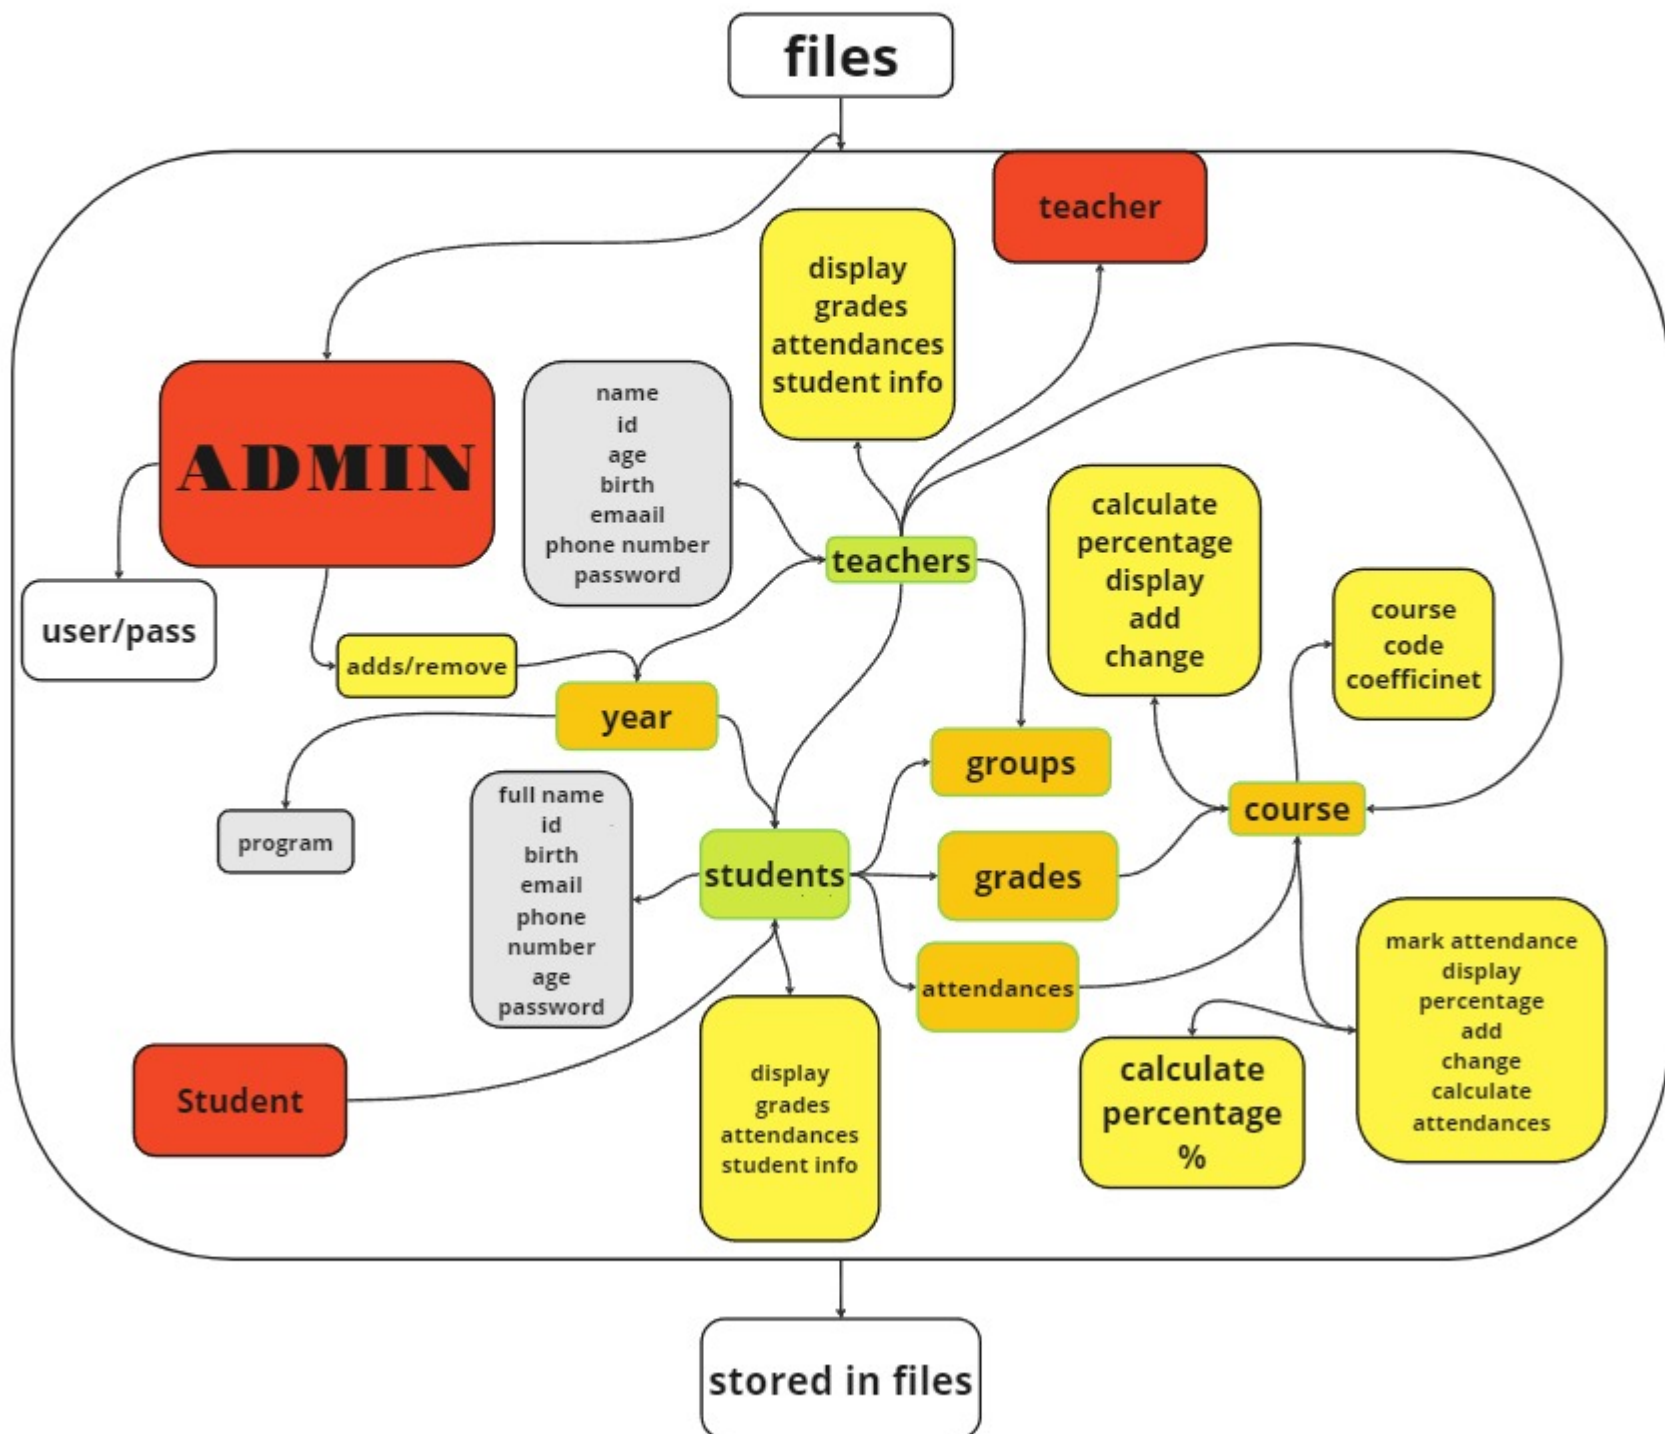 files
teacher
display
grades
attendances
student info
ADMIN
name
id
age
birth
emaail
phone number
password
teachers
calculate
percentage
display
add
change
course
code
coefficinet
user/pass
adds/remove
year
groups
program
full name
id
birth
email
phone
number
age
password
students
course
grades
attendances
mark attendance
display
percentage
add
change
calculate
attendances
Student
display
grades
attendances
student info
calculate
percentage
%
stored in files